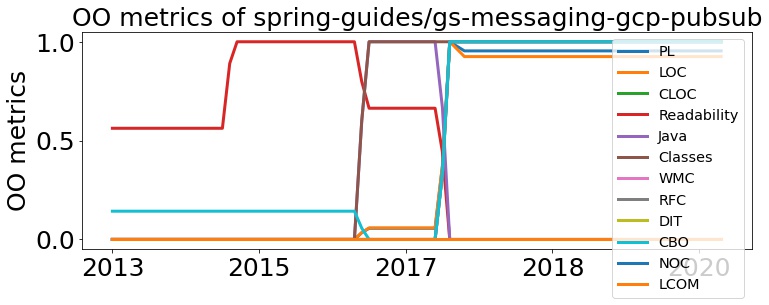 OO metrics of spring-guides/gs-messaging-gcp-pubsub
OO metrics
1.0
0.5
0.0
2013
2015
2017
2018
2020
PL
LOC
CLOC
Readability
Java
Classes
WMC
RFC
DIT
CBO
NOC
LCOM